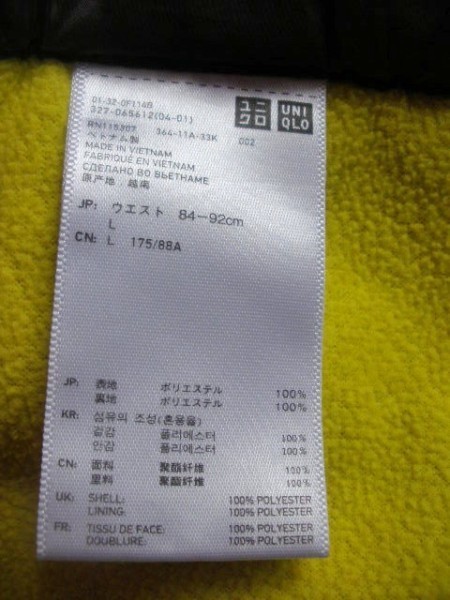 01-32-0F114B
327-065612(04-01)
ユニクロ
UNIQLO
RN115307 364-11A-33K 002
ベトナム製
MADE IN VIETNAM
FABRIQUÉ EN VIETNAM
СДЕЛАНО ВО ВЬЕТНАМЕ
原产地: 越南
JP: ウエスト 84-92cm
L
CN: L 175/88A
JP: 表地 ポリエステル 100%
裏地 ポリエステル 100%
KR: 섬유의 조성(혼용율)
겉감 폴리에스터 100%
안감 폴리에스터 100%
CN: 面料 聚酯纤维 100%
里料 聚酯纤维 100%
UK: SHELL: 100% POLYESTER
LINING: 100% POLYESTER
FR: TISSU DE FACE: 100% POLYESTER
DOUBLURE: 100% POLYESTER